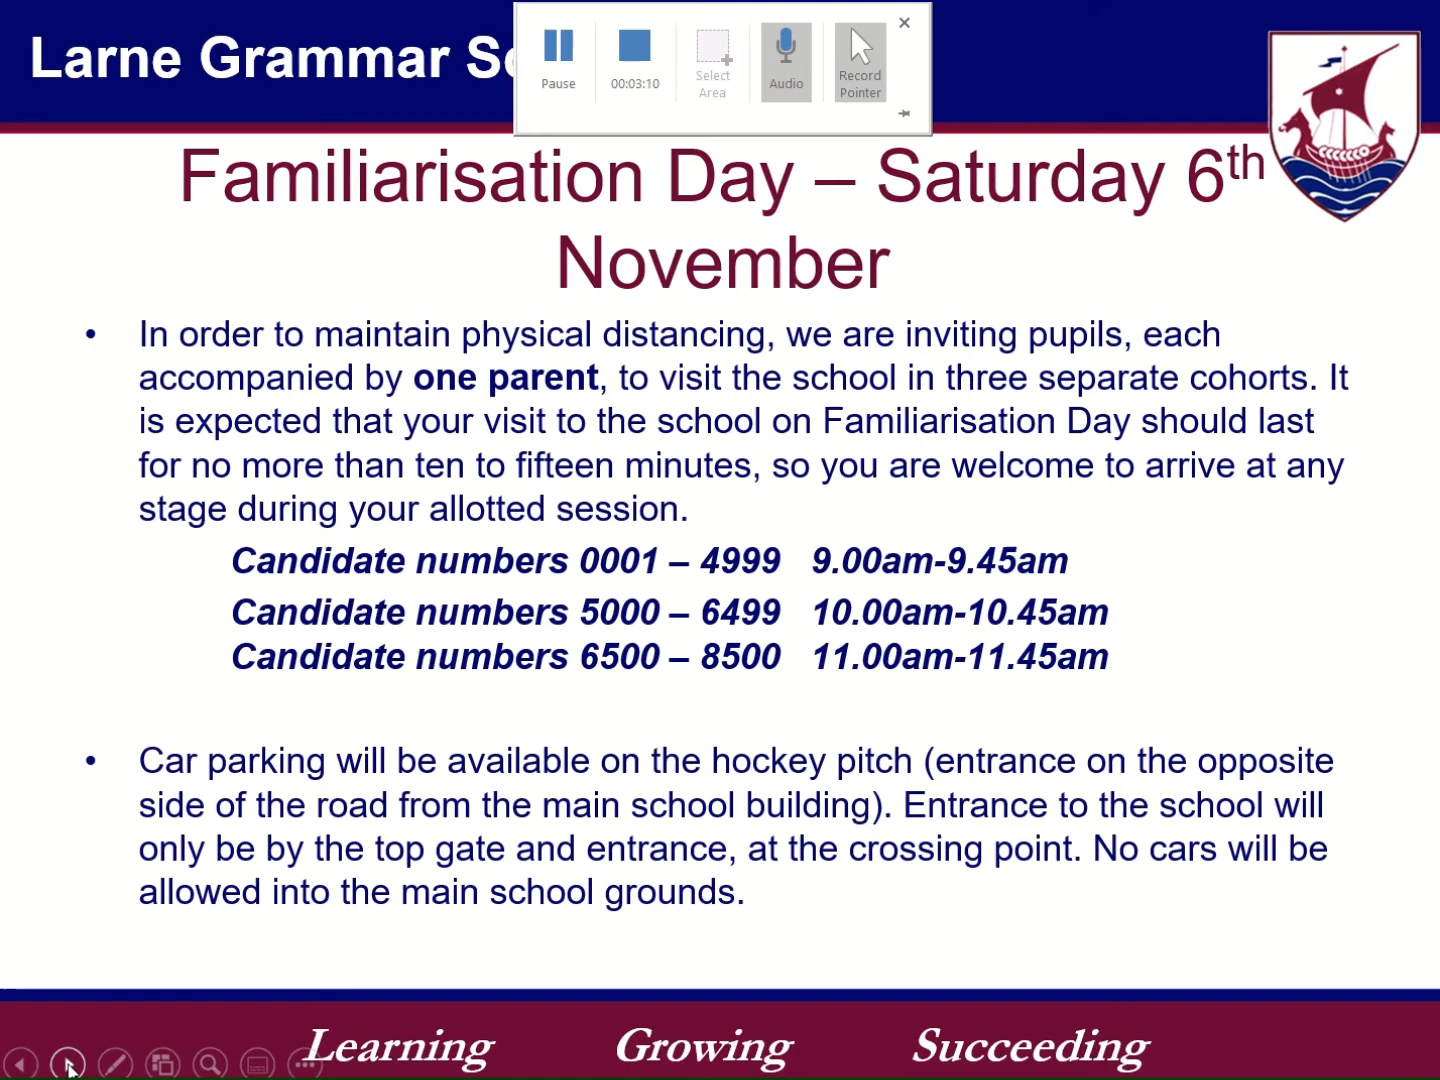 Larne Grammar S
Pause
00:03:10
Select
Area
Audio
Record
Pointer
Familiarisation Day – Saturday 6th
November
• In order to maintain physical distancing, we are inviting pupils, each
accompanied by one parent, to visit the school in three separate cohorts. It
is expected that your visit to the school on Familiarisation Day should last
for no more than ten to fifteen minutes, so you are welcome to arrive at any
stage during your allotted session.
Candidate numbers 0001 – 4999 9.00am-9.45am
Candidate numbers 5000 – 6499 10.00am-10.45am
Candidate numbers 6500 – 8500 11.00am-11.45am
• Car parking will be available on the hockey pitch (entrance on the opposite
side of the road from the main school building). Entrance to the school will
only be by the top gate and entrance, at the crossing point. No cars will be
allowed into the main school grounds.
Learning Growing Succeeding